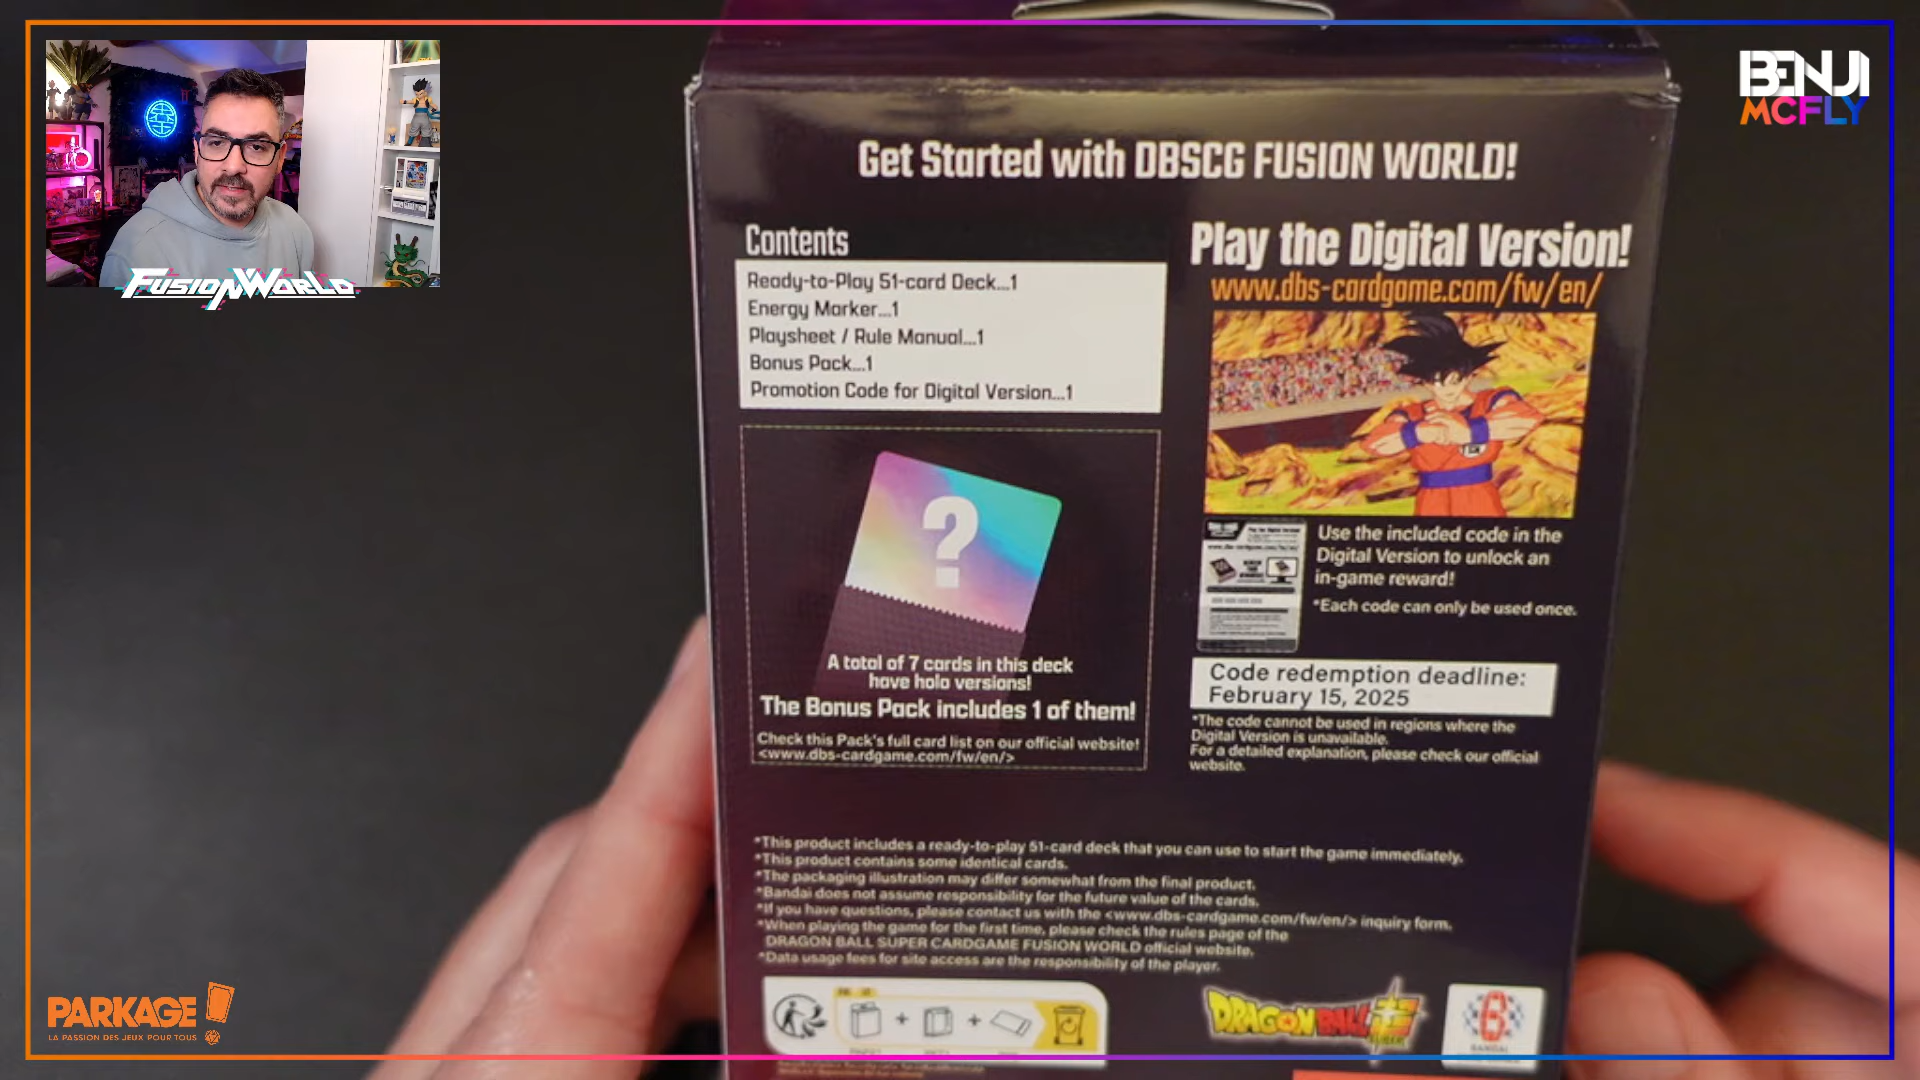 BENJI
MCFLY
FUSIONWORLD
Get Started with DBSCG FUSION WORLD!
Contents
Ready-to-Play 51-card Deck...1
Energy Marker...1
Playsheet / Rule Manual...1
Bonus Pack...1
Promotion Code for Digital Version...1
?
A total of 7 cards in this deck
have holo versions!
The Bonus Pack includes 1 of them!
Check this Pack's full card list on our official website!
<www.dbs-cardgame.com/fw/en/>
Play the Digital Version!
www.dbs-cardgame.com/fw/en/
Use the included code in the
Digital Version to unlock an
in-game reward!
*Each code can only be used once.
Code redemption deadline:
February 15, 2025
*The code cannot be used in regions where the
Digital Version is unavailable.
For a detailed explanation, please check our official
website.
*This product includes a ready-to-play 51-card deck that you can use to start the game immediately.
*This product contains some identical cards.
*The packaging illustration may differ somewhat from the final product.
*Bandai does not assume responsibility for the future value of the cards.
*If you have questions, please contact us with the <www.dbs-cardgame.com/fw/en/> inquiry form.
*When playing the game for the first time, please check the rules page of the
DRAGON BALL SUPER CARDGAME FUSION WORLD official website.
*Data usage fees for site access are the responsibility of the player.
DRAGON BALL
SUPER
BANDAI
PARKAGE
LA PASSION DES JEUX POUR TOUS